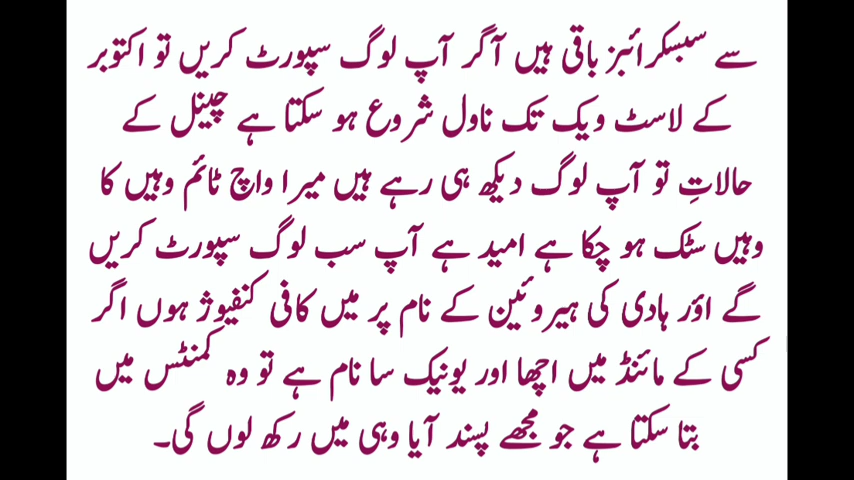 سے سبسکرائبز باقی ہیں آگر آپ لوگ سپورٹ کریں تو اکتوبر
کے لاسٹ ویک تک ناول شروع ہو سکتا ہے چینل کے
حالاتِ تو آپ لوگ دیکھ ہی رہے ہیں میرا واچ ٹائم وہیں کا
وہیں سٹک ہو چکا ہے امید ہے آپ سب لوگ سپورٹ کریں
گے اؤر ہادی کی ہیروئین کے نام پر میں کافی کنفیوژ ہوں اگر
کسی کے مائنڈ میں اچھا اور یونیک سا نام ہے تو وہ کمنٹس میں
بتا سکتا ہے جو مجھے پسند آیا وہی میں رکھ لوں گی۔